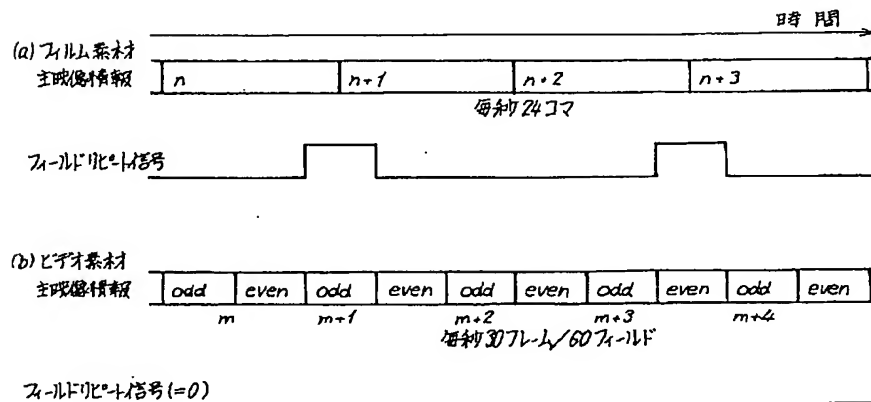 時間
(a) フィルム素材
主映像情報
n n+1 n+2 n+3
毎秒24コマ
フィールドリピート信号
(b) ビデオ素材
主映像情報
odd even odd even odd even odd even odd even
m m+1 m+2 m+3 m+4
毎秒30フレーム/60フィールド
フィールドリピート信号(=0)